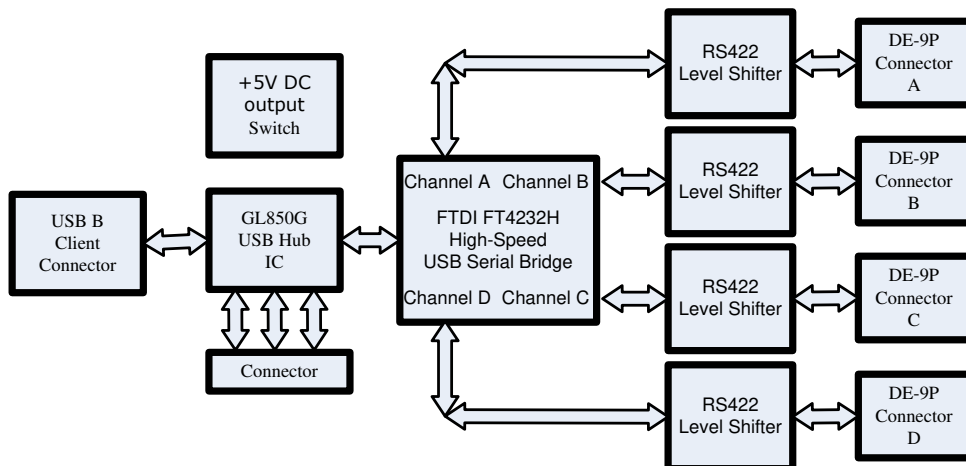 +5V DC
output
Switch
USB B
Client
Connector
GL850G
USB Hub
IC
Connector
Channel A Channel B
FTDI FT4232H
High-Speed
USB Serial Bridge
Channel D Channel C
RS422
Level Shifter
DE-9P
Connector
A
RS422
Level Shifter
DE-9P
Connector
B
RS422
Level Shifter
DE-9P
Connector
C
RS422
Level Shifter
DE-9P
Connector
D